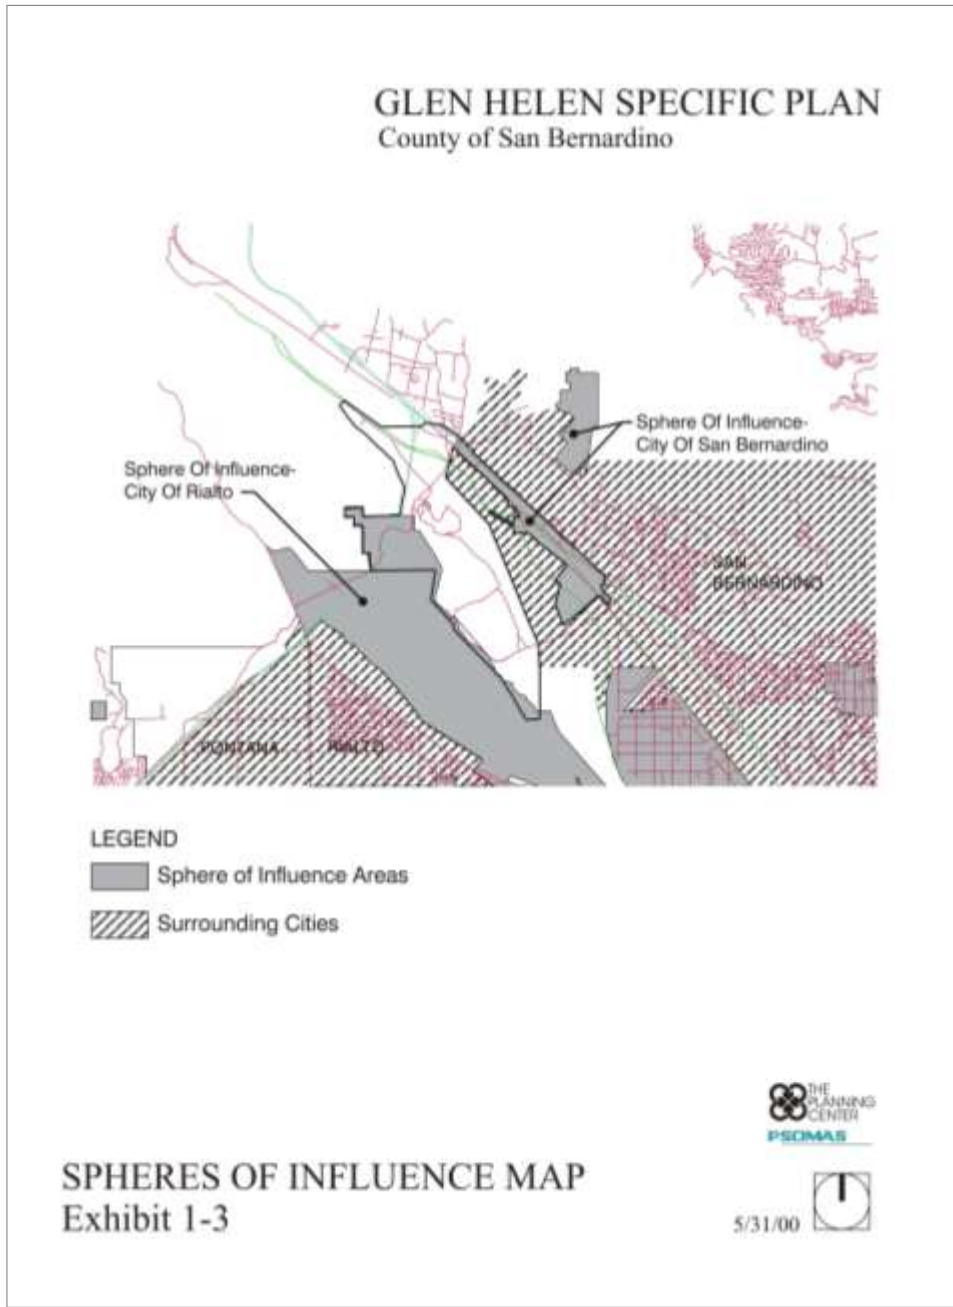 GLEN HELEN SPECIFIC PLAN
County of San Bernardino
Sphere Of Influence-
City Of San Bernardino
Sphere Of Influence-
City Of Rialto
SAN
BERNARDINO
FONTANA
RIALTO
LEGEND
Sphere of Influence Areas
Surrounding Cities
THE
PLANNING
CENTER
PSOMAS
SPHERES OF INFLUENCE MAP
Exhibit 1-3
5/31/00